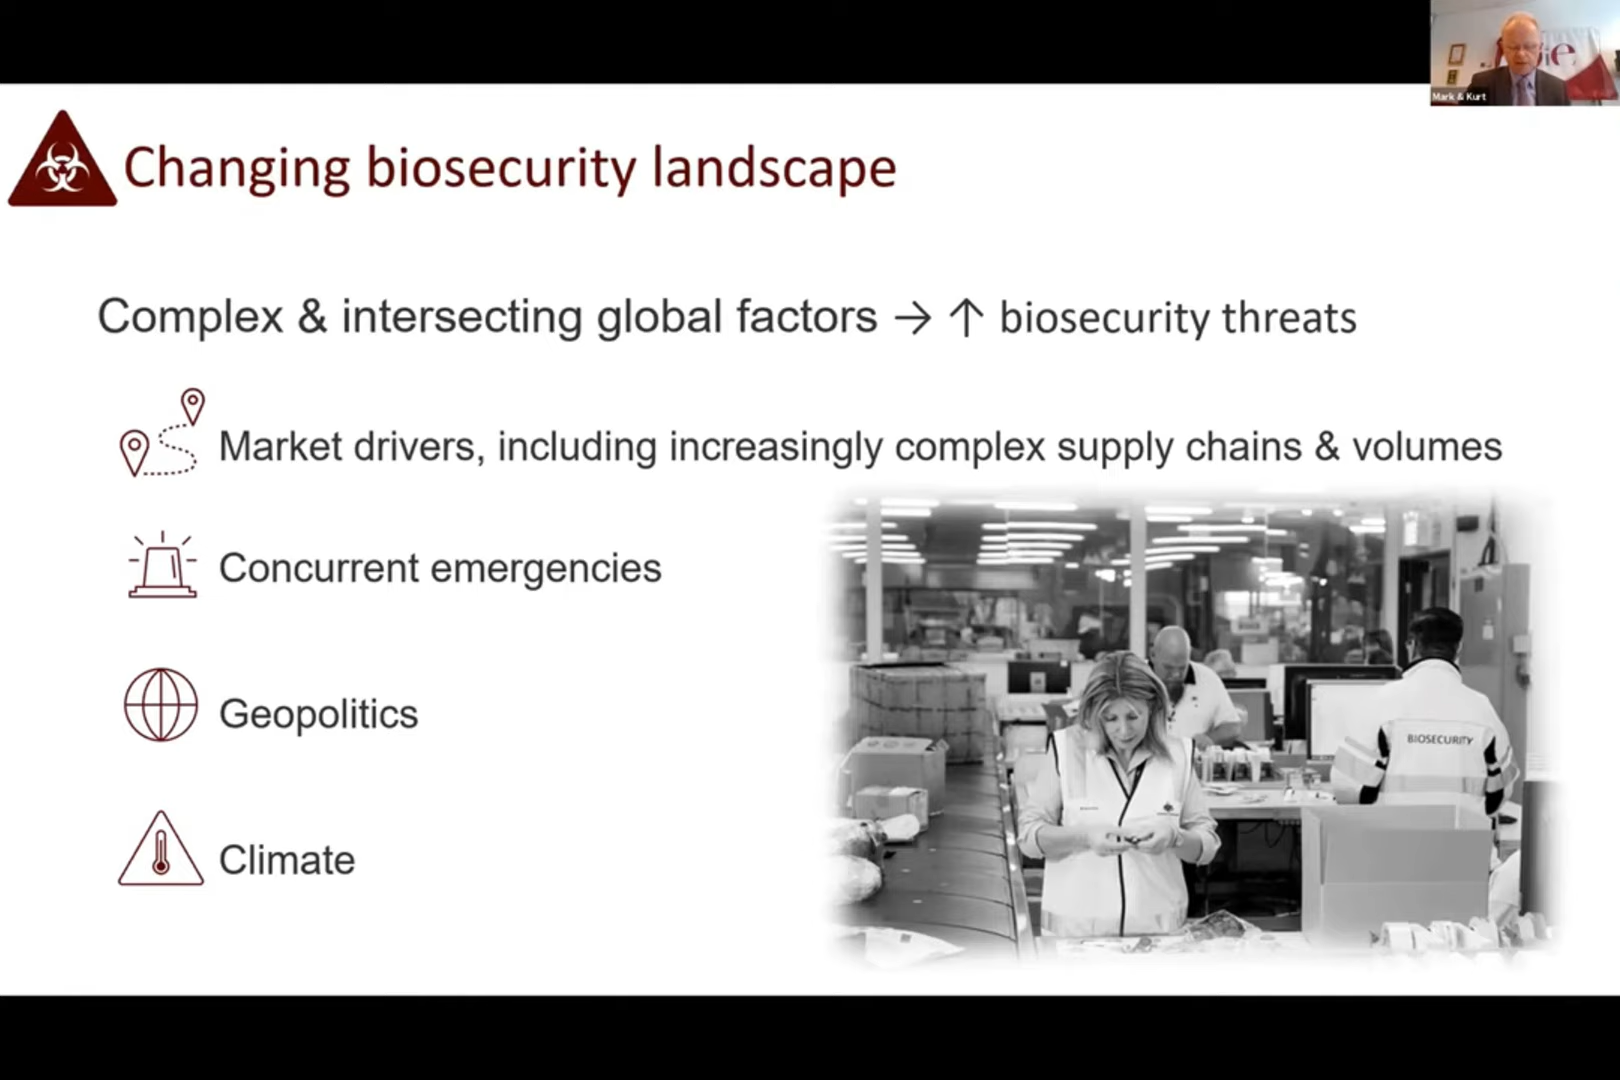 Mark & Kurt
Changing biosecurity landscape
Complex & intersecting global factors → ↑ biosecurity threats
Market drivers, including increasingly complex supply chains & volumes
Concurrent emergencies
Geopolitics
Climate
BIOSECURITY